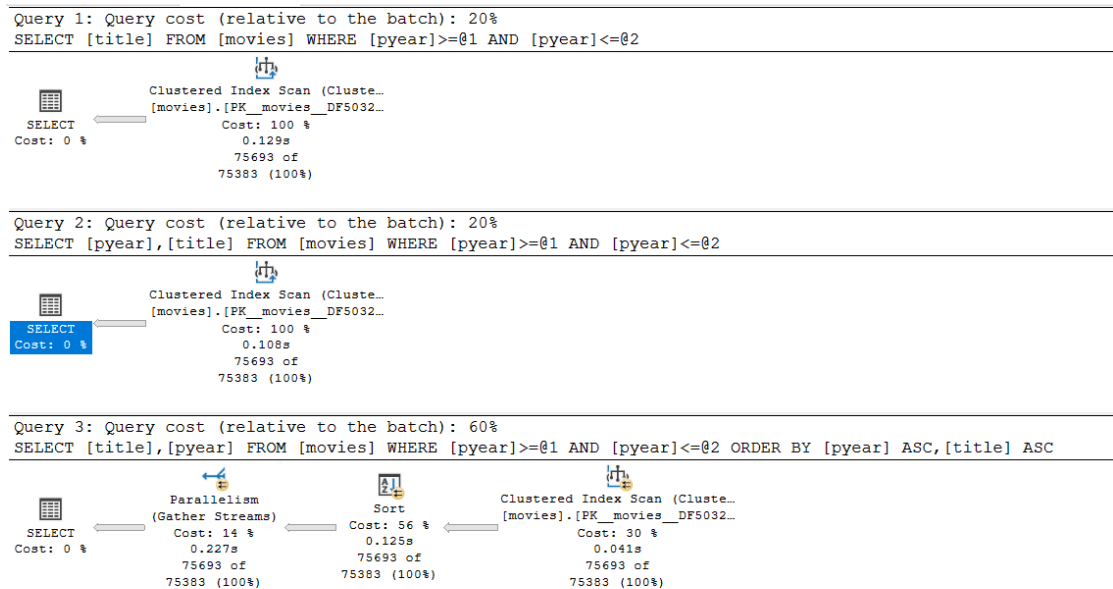 Query 1: Query cost (relative to the batch): 20%
SELECT [title] FROM [movies] WHERE [pyear]>=@1 AND [pyear]<=@2
Clustered Index Scan (Cluste…
[movies].[PK__movies__DF5032…
SELECT
Cost: 0 %
Cost: 100 %
0.129s
75693 of
75383 (100%)
Query 2: Query cost (relative to the batch): 20%
SELECT [pyear],[title] FROM [movies] WHERE [pyear]>=@1 AND [pyear]<=@2
Clustered Index Scan (Cluste…
[movies].[PK__movies__DF5032…
SELECT
Cost: 0 %
Cost: 100 %
0.108s
75693 of
75383 (100%)
Query 3: Query cost (relative to the batch): 60%
SELECT [title],[pyear] FROM [movies] WHERE [pyear]>=@1 AND [pyear]<=@2 ORDER BY [pyear] ASC,[title] ASC
SELECT
Cost: 0 %
Parallelism
(Gather Streams)
Cost: 14 %
0.227s
75693 of
75383 (100%)
Sort
Cost: 56 %
0.125s
75693 of
75383 (100%)
Clustered Index Scan (Cluste…
[movies].[PK__movies__DF5032…
Cost: 30 %
0.041s
75693 of
75383 (100%)